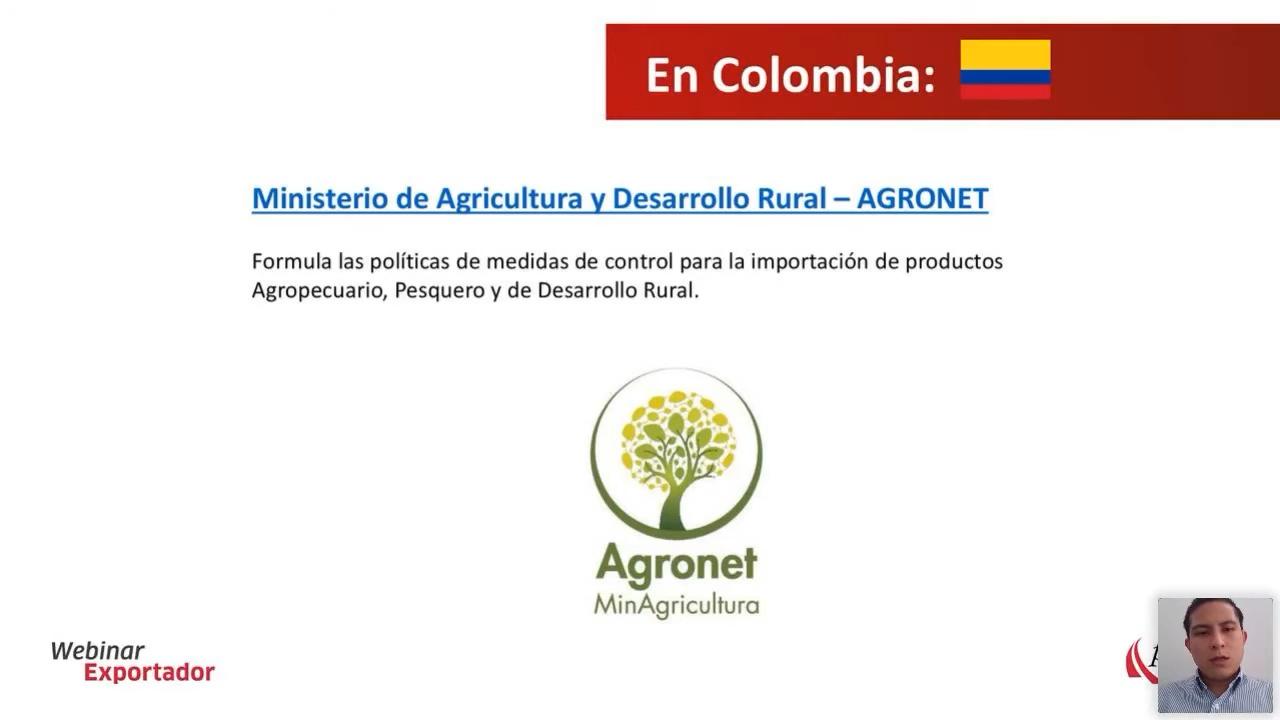 En Colombia:
Ministerio de Agricultura y Desarrollo Rural – AGRONET
Formula las políticas de medidas de control para la importación de productos
Agropecuario, Pesquero y de Desarrollo Rural.
Agronet
MinAgricultura
Webinar
Exportador